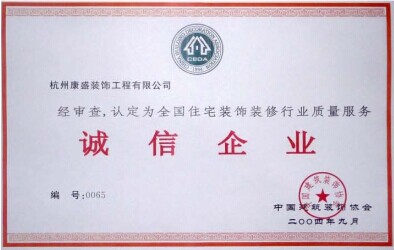 CBDA
杭州康盛装饰工程有限公司
经审查,认定为全国住宅装饰装修行业质量服务
诚信企业
编 号:0065
中国建筑装饰协会
二〇〇四年九月